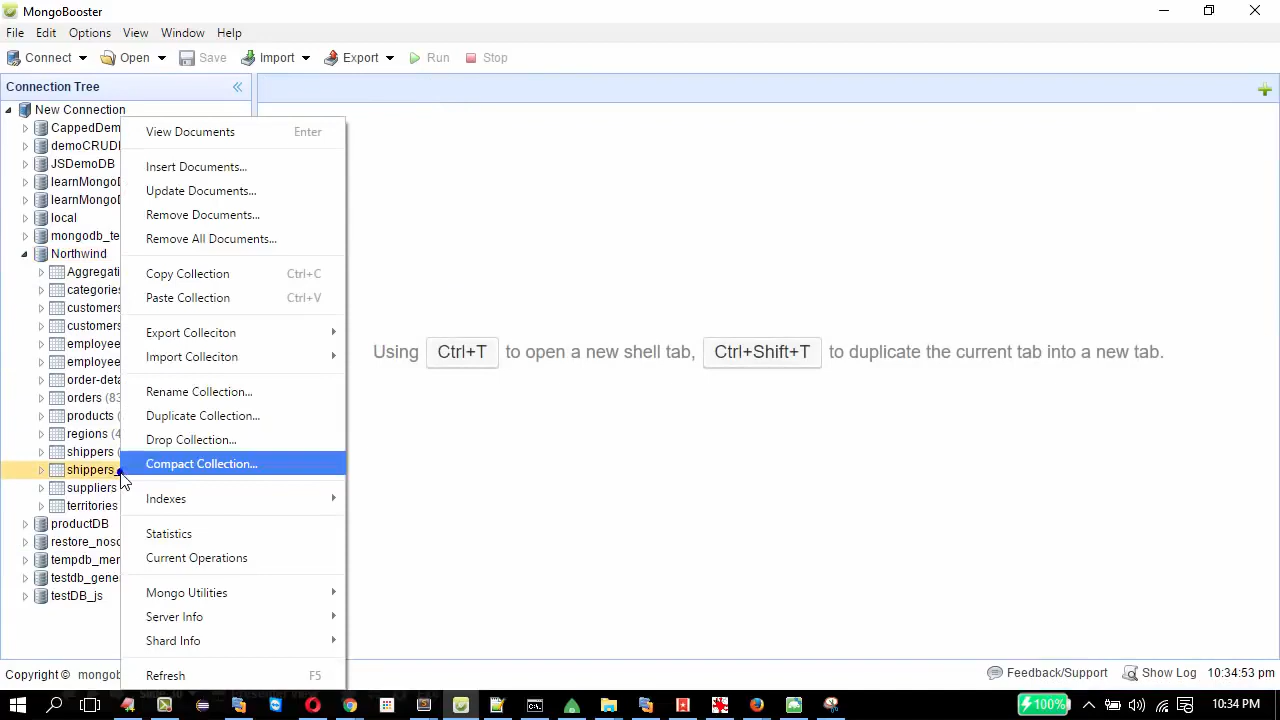 MongoBooster
File Edit Options View Window Help
Connect Open Save Import Export Run Stop
Connection Tree
New Connection
CappedDem
demoCRUD
JSDemoDB
learnMongoD
learnMongoD
local
mongodb_te
Northwind
Aggregati
categories
customers
customers
employee
employee
order-deta
orders (83
products (
regions (4
shippers (
shippers_
suppliers
territories
productDB
restore_nosq
tempdb_mer
testdb_gene
testDB_js
View Documents Enter
Insert Documents...
Update Documents...
Remove Documents...
Remove All Documents...
Copy Collection Ctrl+C
Paste Collection Ctrl+V
Export Colleciton
Import Colleciton
Rename Collection...
Duplicate Collection...
Drop Collection...
Compact Collection...
Indexes
Statistics
Current Operations
Mongo Utilities
Server Info
Shard Info
Refresh F5
Using Ctrl+T to open a new shell tab, Ctrl+Shift+T to duplicate the current tab into a new tab.
Copyright © mongob
Feedback/Support Show Log 10:34:53 pm
100% 10:34 PM